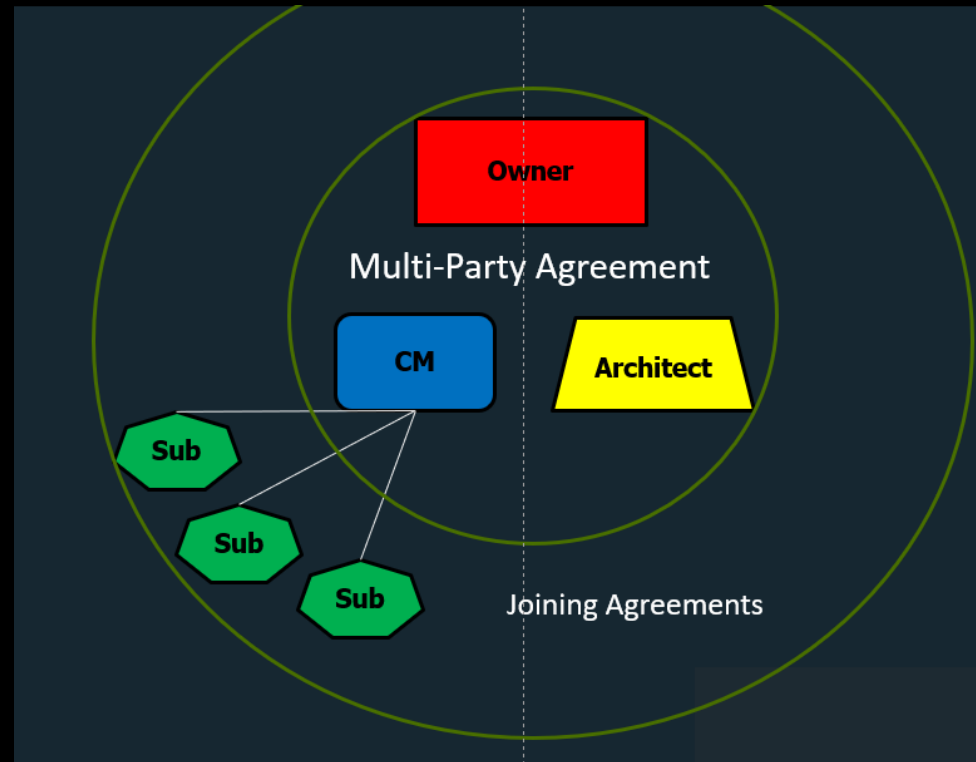 Owner
Multi-Party Agreement
CM
Architect
Sub
Sub
Sub
Joining Agreements